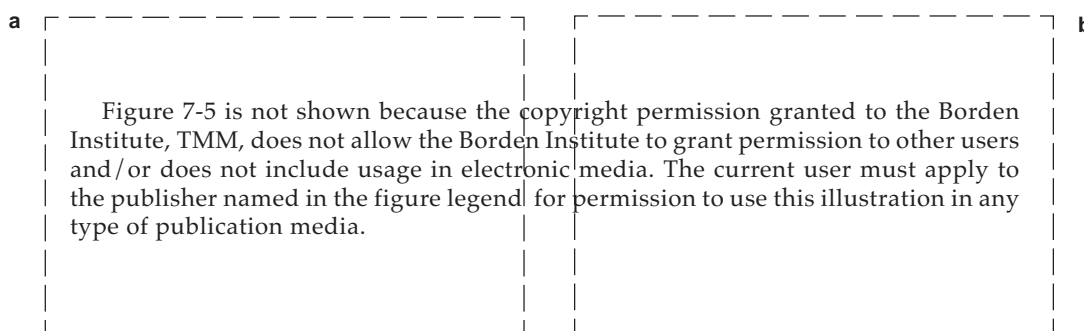 a
b
Figure 7-5 is not shown because the copyright permission granted to the Borden
Institute, TMM, does not allow the Borden Institute to grant permission to other users
and/or does not include usage in electronic media. The current user must apply to
the publisher named in the figure legend for permission to use this illustration in any
type of publication media.